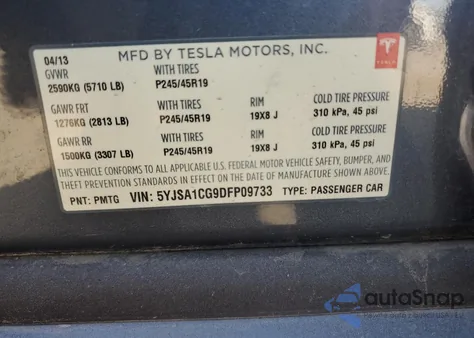 04/13 MFD BY TESLA MOTORS, INC.
GVWR WITH TIRES
2590KG (5710 LB) P245/45R19
TESLA
GAWR FRT WITH TIRES RIM COLD TIRE PRESSURE
1276KG (2813 LB) P245/45R19 19X8 J 310 kPa, 45 psi
GAWR RR WITH TIRES RIM COLD TIRE PRESSURE
1500KG (3307 LB) P245/45R19 19X8 J 310 kPa, 45 psi
THIS VEHICLE CONFORMS TO ALL APPLICABLE U.S. FEDERAL MOTOR VEHICLE SAFETY, BUMPER, AND
THEFT PREVENTION STANDARDS IN EFFECT ON THE DATE OF MANUFACTURE SHOWN ABOVE.
PNT: PMTG VIN: 5YJSA1CG9DFP09733 TYPE: PASSENGER CAR
autoSnap